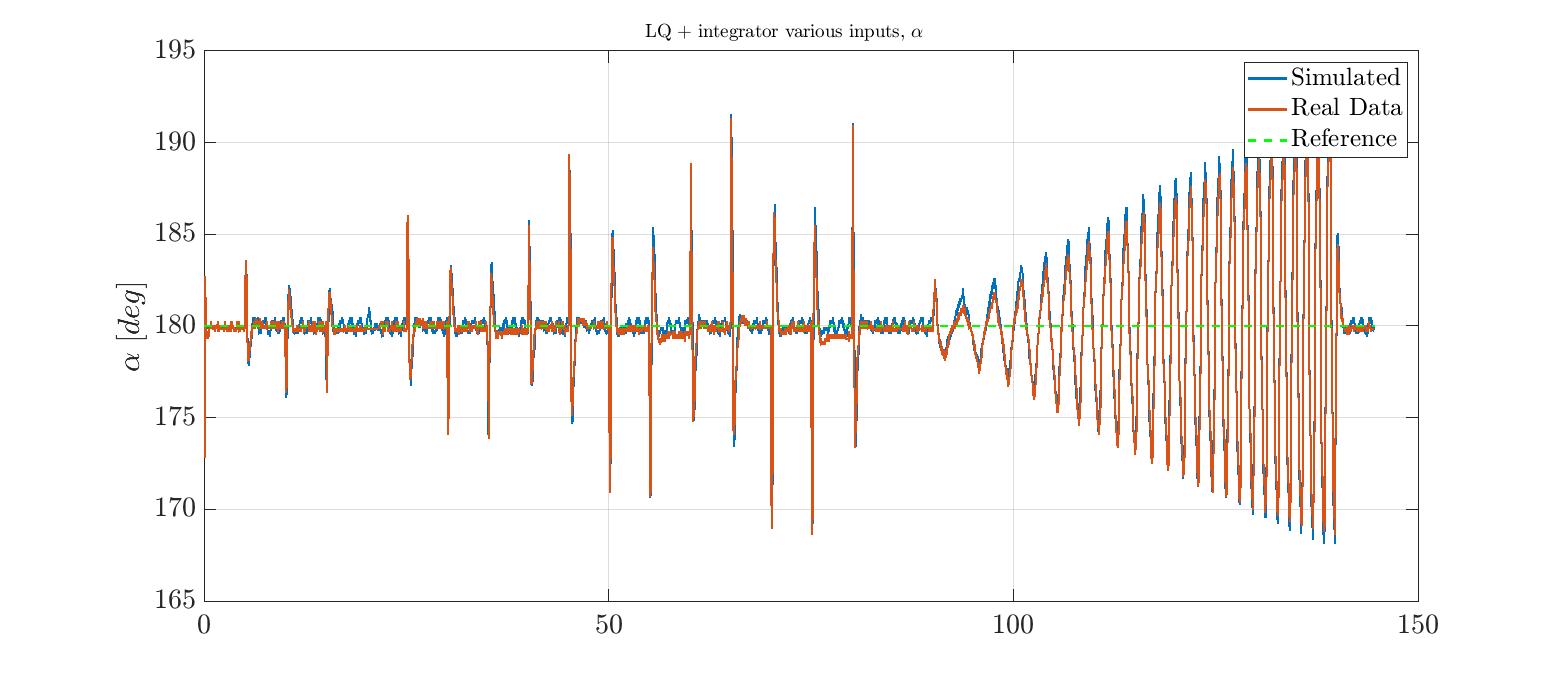 LQ + integrator various inputs, α
195
190
185
180
175
170
165
α [deg]
0
50
100
150
Simulated
Real Data
Reference